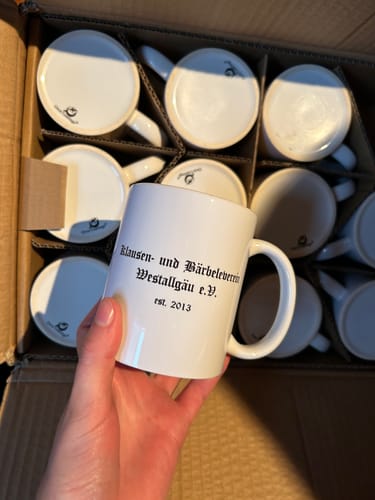 Klausen- und Bärbeleverein
Westallgäu e.V.
est. 2013